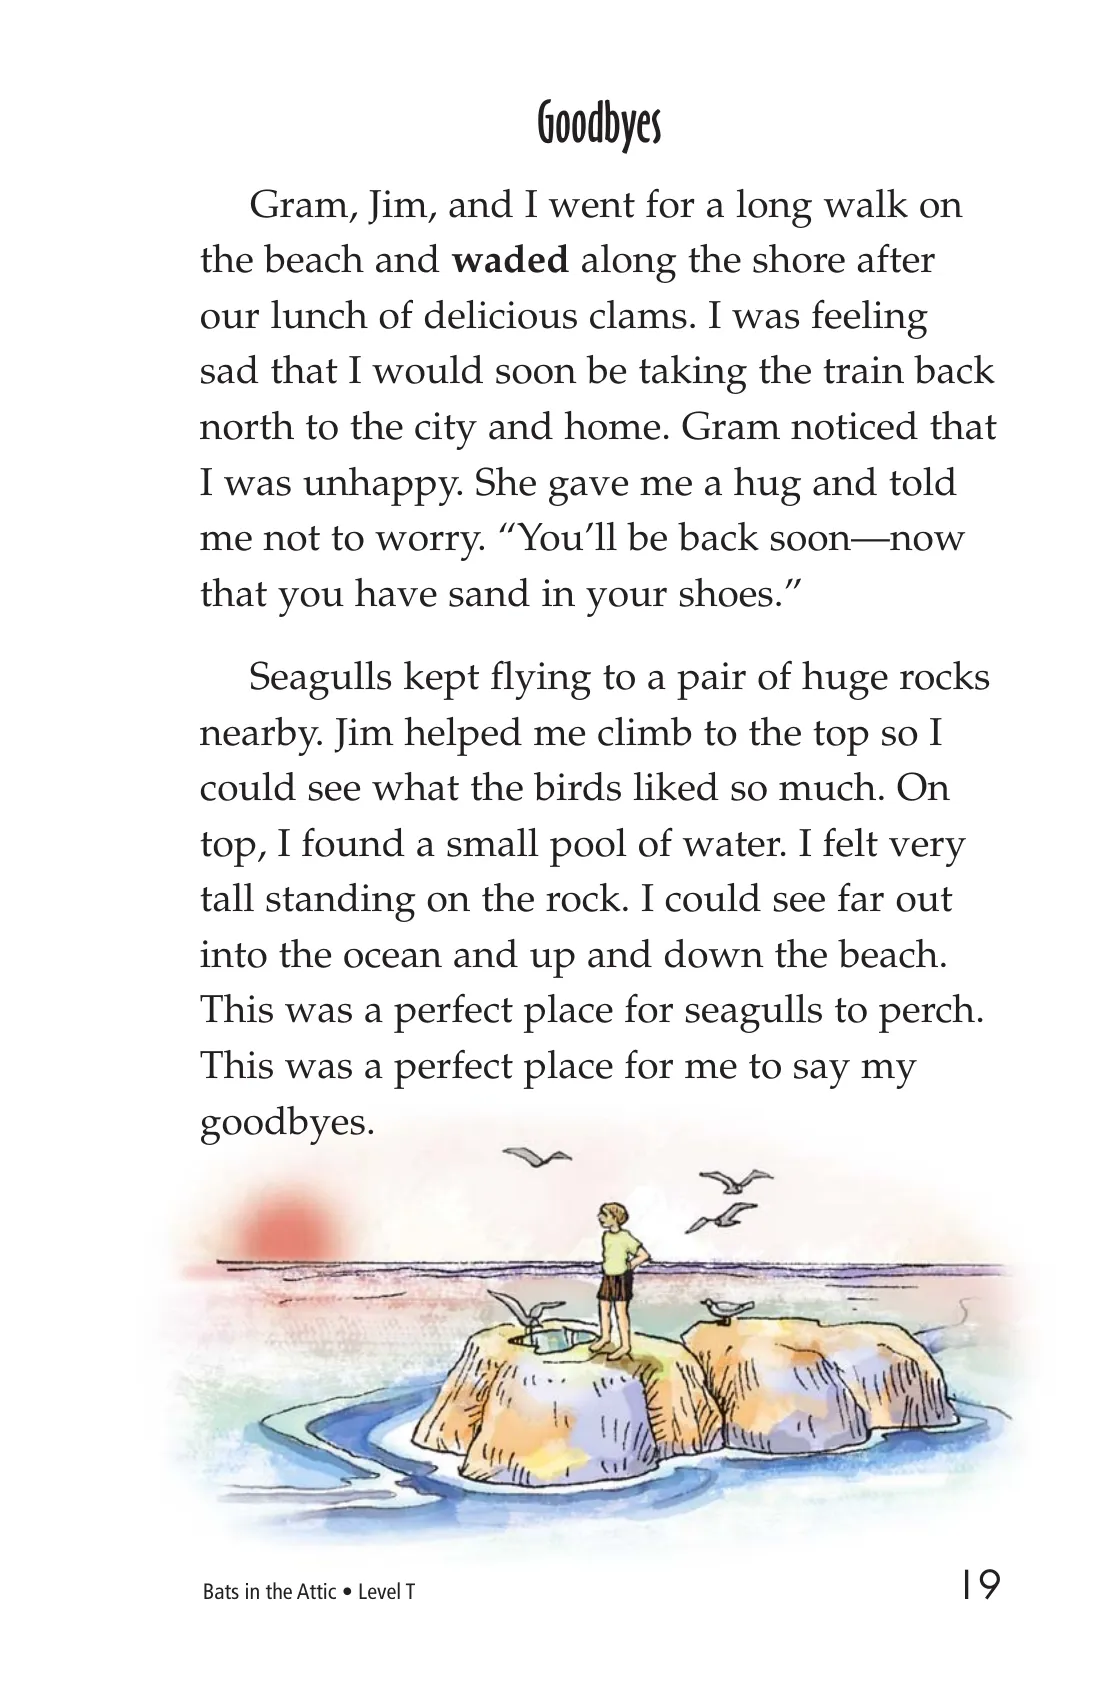 Goodbyes
Gram, Jim, and I went for a long walk on
the beach and waded along the shore after
our lunch of delicious clams. I was feeling
sad that I would soon be taking the train back
north to the city and home. Gram noticed that
I was unhappy. She gave me a hug and told
me not to worry. “You’ll be back soon—now
that you have sand in your shoes.”
Seagulls kept flying to a pair of huge rocks
nearby. Jim helped me climb to the top so I
could see what the birds liked so much. On
top, I found a small pool of water. I felt very
tall standing on the rock. I could see far out
into the ocean and up and down the beach.
This was a perfect place for seagulls to perch.
This was a perfect place for me to say my
goodbyes.
Bats in the Attic • Level T
19